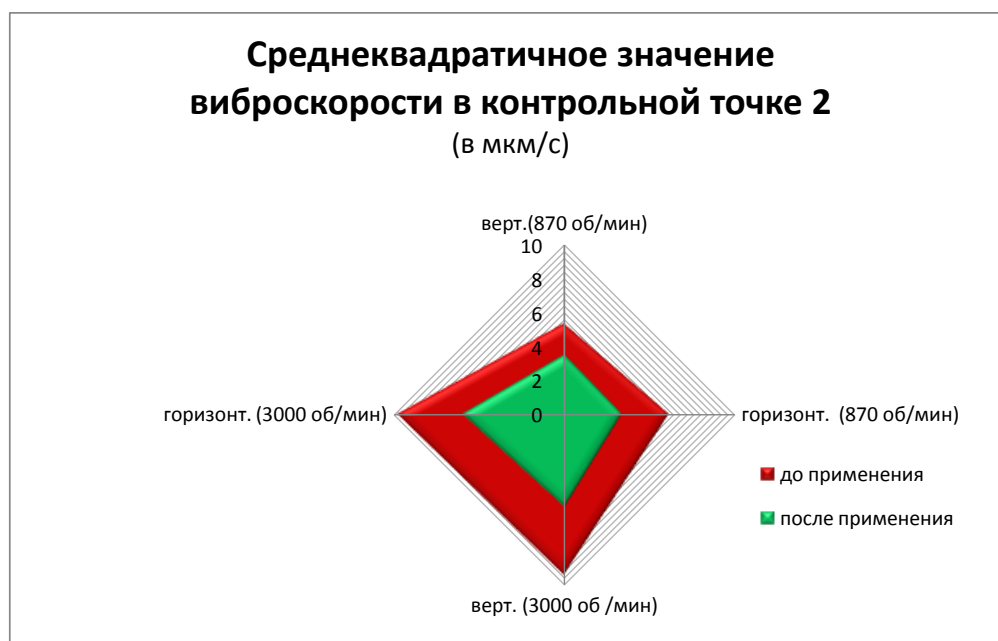 Среднеквадратичное значение
виброскорости в контрольной точке 2
(в мкм/с)
верт.(870 об/мин)
10
8
6
4
2
0
горизонт. (3000 об/мин)
горизонт. (870 об/мин)
до применения
после применения
верт. (3000 об /мин)